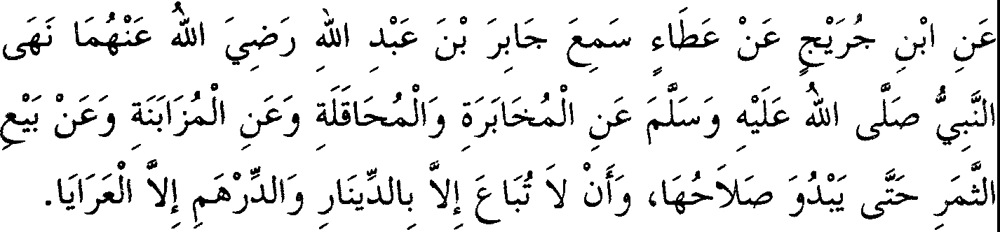 عَنِ ابْنِ جُرَيْجٍ عَنْ عَطَاءٍ سَمِعَ جَابِرَ بْنَ عَبْدِ اللهِ رَضِيَ اللهُ عَنْهُمَا نَهَى
النَّبِيُّ صَلَّى اللهُ عَلَيْهِ وَسَلَّمَ عَنِ الْمُخَابَرَةِ وَالْمُحَاقَلَةِ وَعَنِ الْمُزَابَنَةِ وَعَنْ بَيْعِ
الثَّمَرِ حَتَّى يَبْدُوَ صَلاَحُهَا، وَأَنْ لاَ تُبَاعَ إِلاَّ بِالدِّينَارِ وَالدِّرْهَمِ إِلاَّ الْعَرَايَا.